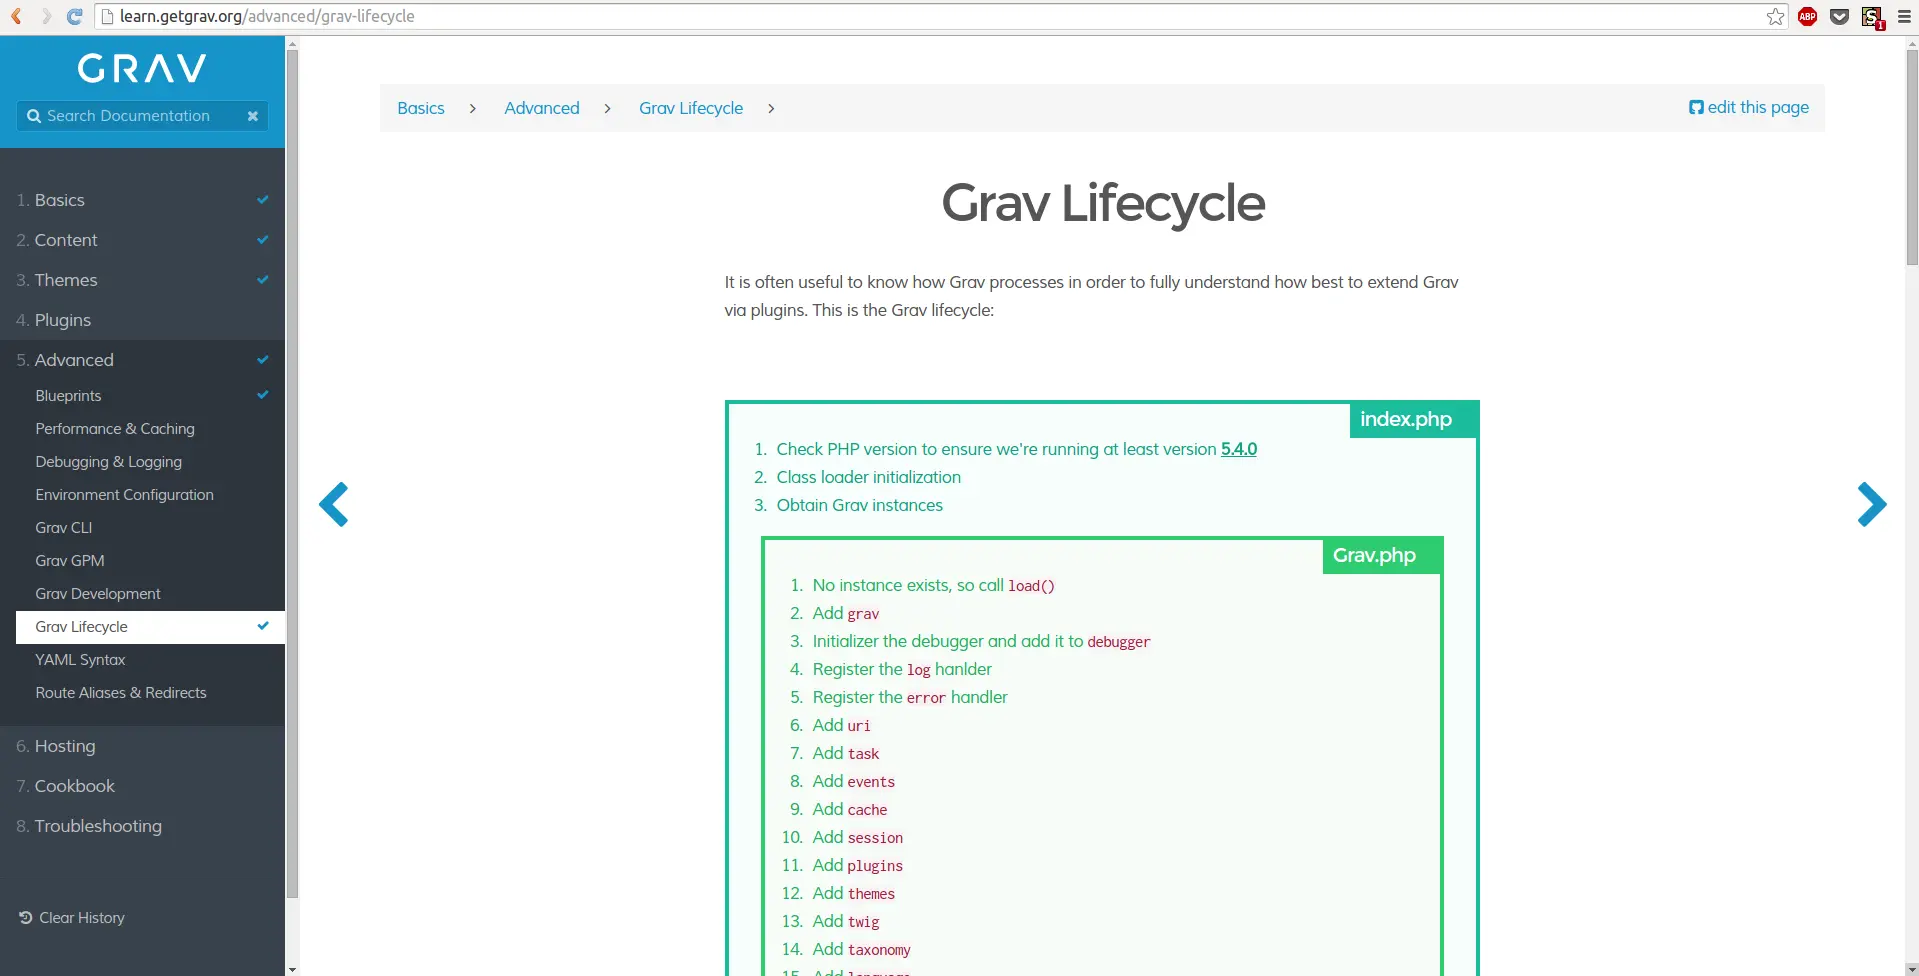 learn.getgrav.org/advanced/grav-lifecycle
ABP
S
1
GRAV
Search Documentation
1. Basics
2. Content
3. Themes
4. Plugins
5. Advanced
Blueprints
Performance & Caching
Debugging & Logging
Environment Configuration
Grav CLI
Grav GPM
Grav Development
Grav Lifecycle
YAML Syntax
Route Aliases & Redirects
6. Hosting
7. Cookbook
8. Troubleshooting
Clear History
Basics > Advanced > Grav Lifecycle >
edit this page
Grav Lifecycle
It is often useful to know how Grav processes in order to fully understand how best to extend Grav
via plugins. This is the Grav lifecycle:
index.php
1. Check PHP version to ensure we're running at least version 5.4.0
2. Class loader initialization
3. Obtain Grav instances
Grav.php
1. No instance exists, so call load()
2. Add grav
3. Initializer the debugger and add it to debugger
4. Register the log hanlder
5. Register the error handler
6. Add uri
7. Add task
8. Add events
9. Add cache
10. Add session
11. Add plugins
12. Add themes
13. Add twig
14. Add taxonomy
15. Add language